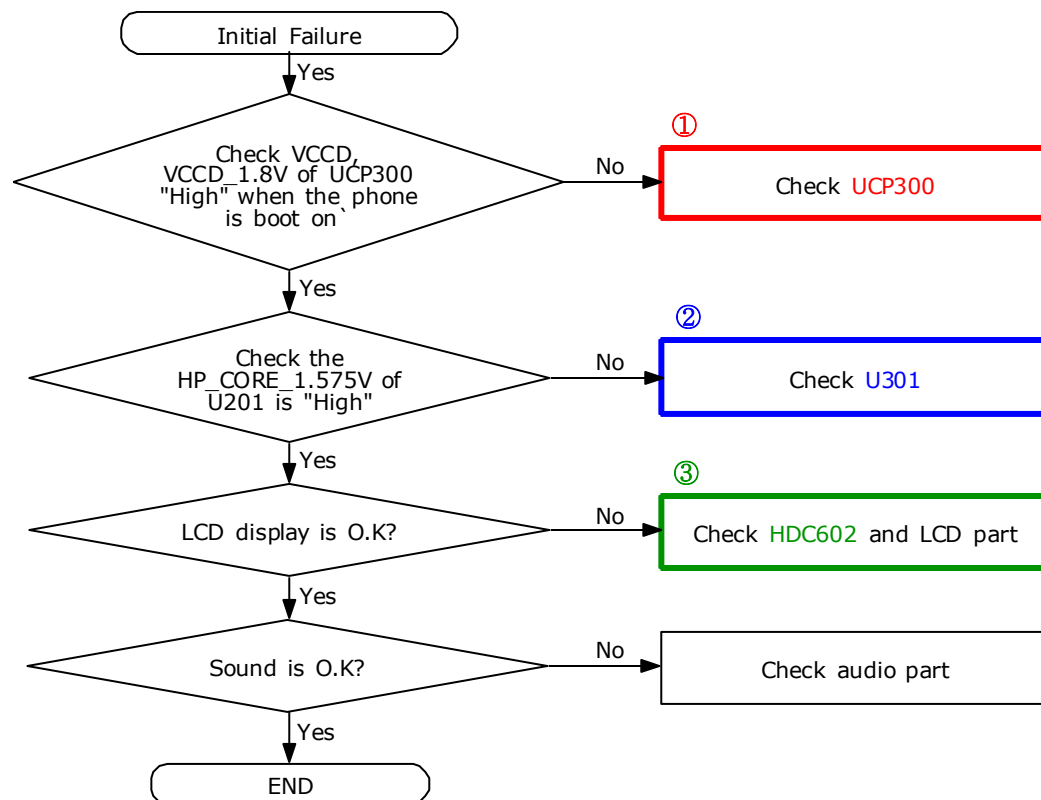 Initial Failure
Yes
Check VCCD,
VCCD_1.8V of UCP300
"High" when the phone
is boot on`
No
①
Check UCP300
Yes
Check the
HP_CORE_1.575V of
U201 is "High"
No
②
Check U301
Yes
LCD display is O.K?
No
③
Check HDC602 and LCD part
Yes
Sound is O.K?
No
Check audio part
Yes
END